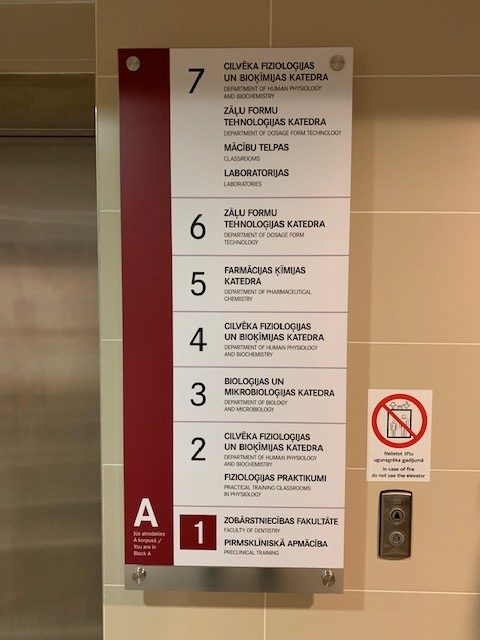 7
CILVĒKA FIZIOLOĢIJAS
UN BIOĶĪMIJAS KATEDRA
DEPARTMENT OF HUMAN PHYSIOLOGY
AND BIOCHEMISTRY
ZĀĻU FORMU
TEHNOLOĢIJAS KATEDRA
DEPARTMENT OF DOSAGE FORM TECHNOLOGY
MĀCĪBU TELPAS
CLASSROOMS
LABORATORIJAS
LABORATORIES
6
ZĀĻU FORMU
TEHNOLOĢIJAS KATEDRA
DEPARTMENT OF DOSAGE FORM
TECHNOLOGY
5
FARMĀCIJAS ĶĪMIJAS
KATEDRA
DEPARTMENT OF PHARMACEUTICAL
CHEMISTRY
4
CILVĒKA FIZIOLOĢIJAS
UN BIOĶĪMIJAS KATEDRA
DEPARTMENT OF HUMAN PHYSIOLOGY
AND BIOCHEMISTRY
3
BIOLOĢIJAS UN
MIKROBIOLOĢIJAS KATEDRA
DEPARTMENT OF BIOLOGY
AND MICROBIOLOGY
2
CILVĒKA FIZIOLOĢIJAS
UN BIOĶĪMIJAS KATEDRA
DEPARTMENT OF HUMAN PHYSIOLOGY
AND BIOCHEMISTRY
FIZIOLOĢIJAS PRAKTIKUMI
PRACTICAL TRAINING CLASSROOMS
IN PHYSIOLOGY
1
ZOBĀRSTNIECĪBAS FAKULTĀTE
FACULTY OF DENTISTRY
PIRMSKLĪNISKĀ APMĀCĪBA
PRECLINICAL TRAINING
A
Jūs atrodaties
A korpusā /
You are in
Block A
Nelietot liftu
ugunsgrēka gadījumā
In case of fire
do not use the elevator